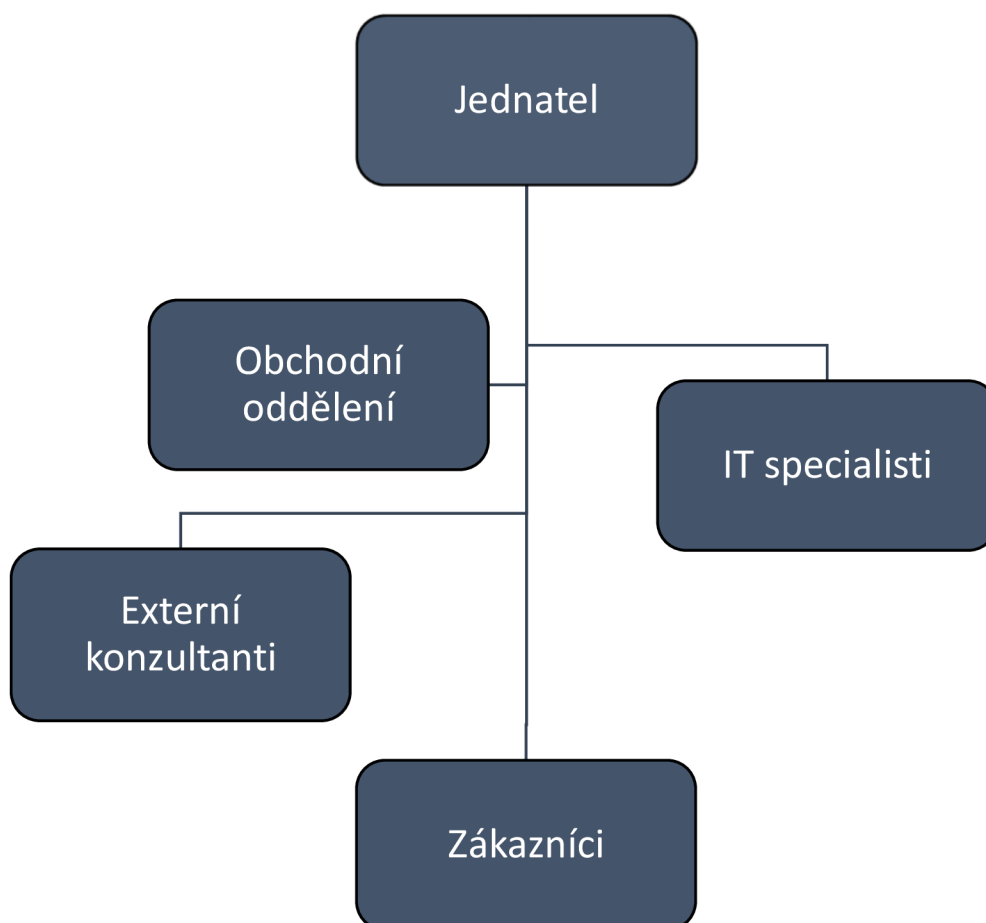 Jednatel
Obchodní
oddělení
IT specialisti
Externí
konzultanti
Zákazníci